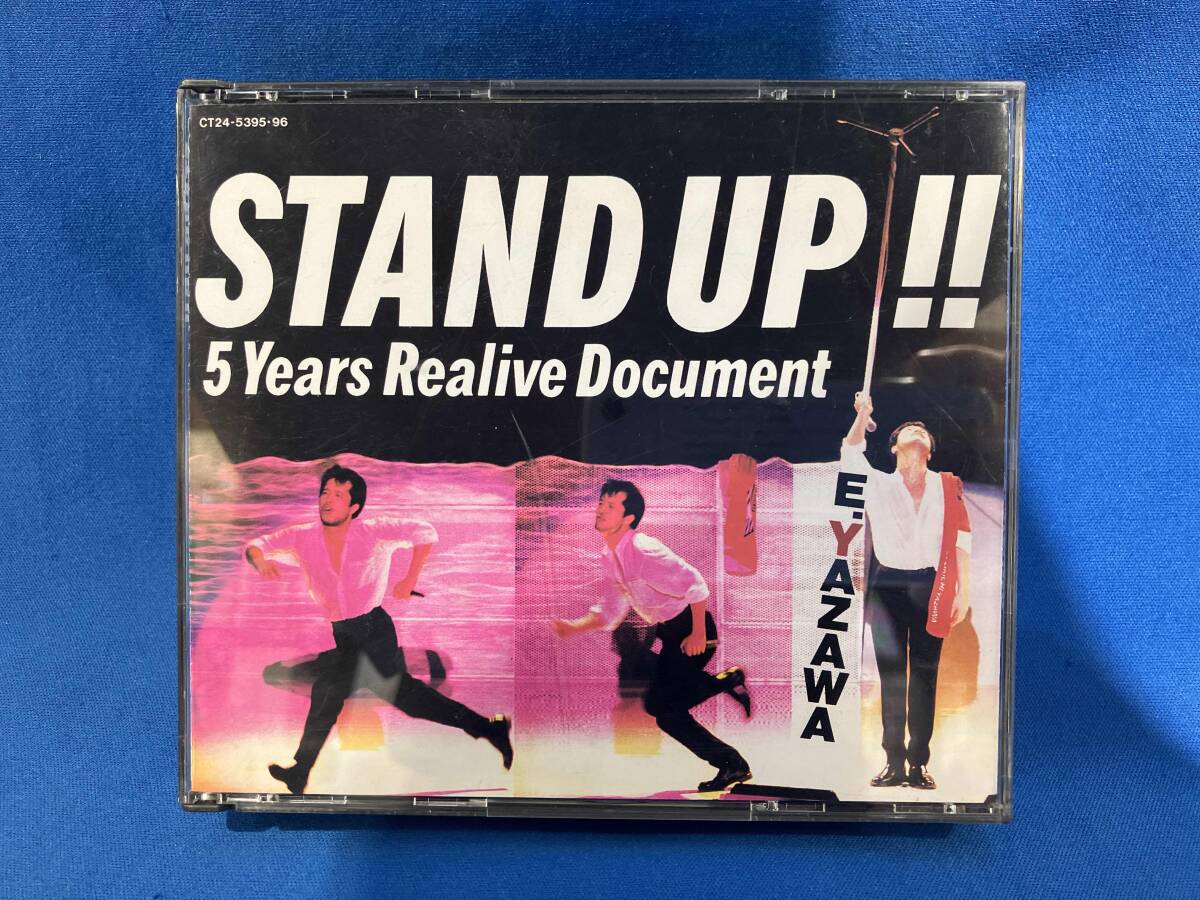 CT24-5395·96
STAND UP!!
5 Years Realive Document
E.YAZAWA